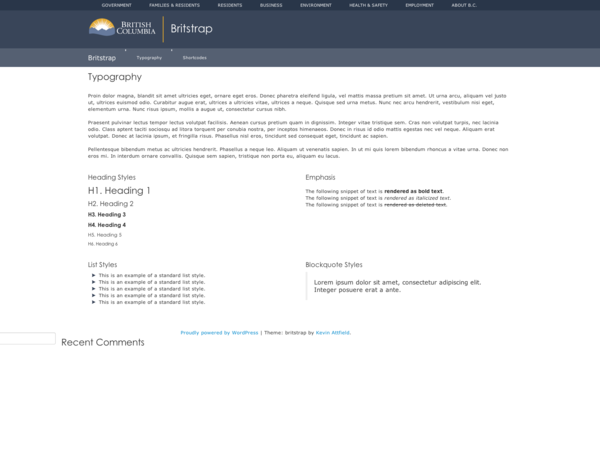 GOVERNMENT FAMILIES & RESIDENTS RESIDENTS BUSINESS ENVIRONMENT HEALTH & SAFETY EMPLOYMENT ABOUT B.C.
BRITISH COLUMBIA
Britstrap
Britstrap Typography Shortcodes
Typography
Proin dolor magna, blandit sit amet ultricies eget, ornare eget eros. Donec pharetra eleifend ligula, vel mattis massa pretium sit amet. Ut urna arcu, aliquam vel justo
ut, ultrices euismod odio. Curabitur augue erat, ultrices a ultricies vitae, ultrices a neque. Quisque sed urna metus. Nunc nec arcu hendrerit, vestibulum nisi eget,
elementum urna. Nunc risus ipsum, mollis a augue ut, consectetur cursus nibh.
Praesent pulvinar lectus tempor lectus volutpat facilisis. Aenean cursus pretium quam in dignissim. Integer vitae tristique sem. Cras non volutpat turpis, nec lacinia
odio. Class aptent taciti sociosqu ad litora torquent per conubia nostra, per inceptos himenaeos. Donec in risus id odio mattis egestas nec vel neque. Aliquam erat
volutpat. Donec at lacinia ipsum, at fringilla risus. Phasellus nisl eros, tincidunt sed consequat eget, tincidunt ac sapien.
Pellentesque bibendum metus ac ultricies hendrerit. Phasellus a neque leo. Aliquam ut venenatis sapien. In ut mi quis lorem bibendum rhoncus a vitae urna. Donec non
eros mi. In interdum ornare convallis. Quisque sem sapien, tristique non porta eu, aliquam eu lacus.
Heading Styles
H1. Heading 1
H2. Heading 2
H3. Heading 3
H4. Heading 4
H5. Heading 5
H6. Heading 6
Emphasis
The following snippet of text is rendered as bold text.
The following snippet of text is rendered as italicized text.
The following snippet of text is rendered as deleted text.
List Styles
This is an example of a standard list style.
This is an example of a standard list style.
This is an example of a standard list style.
This is an example of a standard list style.
This is an example of a standard list style.
Blockquote Styles
Lorem ipsum dolor sit amet, consectetur adipiscing elit.
Integer posuere erat a ante.
Proudly powered by WordPress | Theme: britstrap by Kevin Altfield.
Recent Comments